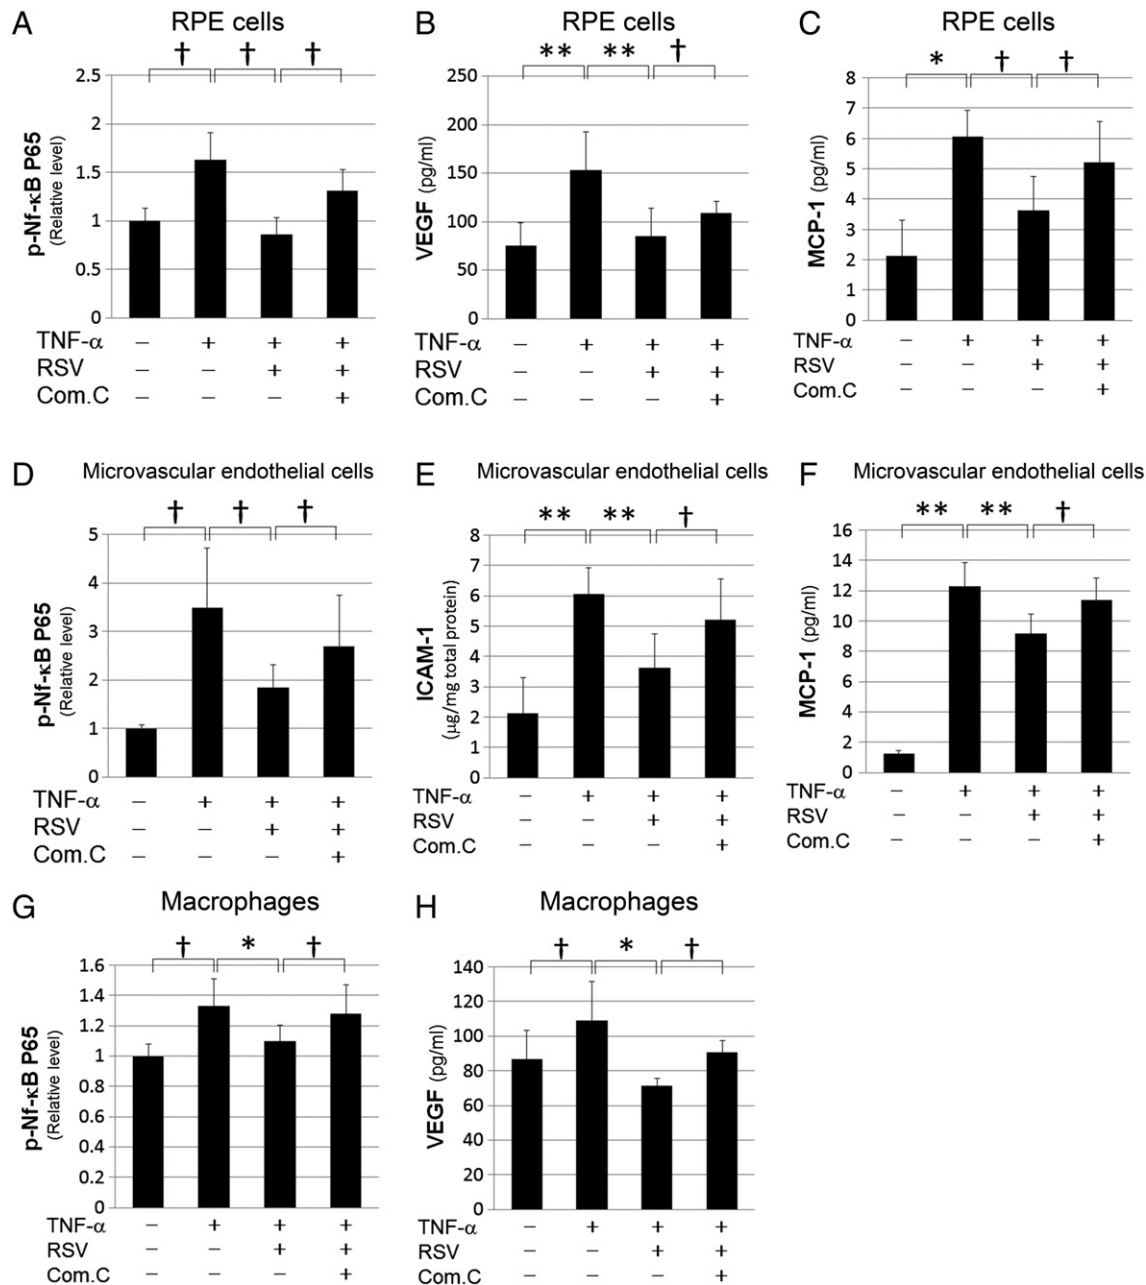 A RPE cells
† † †
p-Nf-κB P65
(Relative level)
2.5
2
1.5
1
0.5
0
TNF-α – + + +
RSV – – + +
Com.C – – – +
B RPE cells
** ** †
VEGF (pg/ml)
250
200
150
100
50
0
TNF-α – + + +
RSV – – + +
Com.C – – – +
C RPE cells
* † †
MCP-1 (pg/ml)
8
7
6
5
4
3
2
1
0
TNF-α – + + +
RSV – – + +
Com.C – – – +
D Microvascular endothelial cells
† † †
p-Nf-κB P65
(Relative level)
5
4
3
2
1
0
TNF-α – + + +
RSV – – + +
Com.C – – – +
E Microvascular endothelial cells
** ** †
ICAM-1
(μg/mg total protein)
8
7
6
5
4
3
2
1
0
TNF-α – + + +
RSV – – + +
Com.C – – – +
F Microvascular endothelial cells
** ** †
MCP-1 (pg/ml)
16
14
12
10
8
6
4
2
0
TNF-α – + + +
RSV – – + +
Com.C – – – +
G Macrophages
† * †
p-Nf-κB P65
(Relative level)
1.6
1.4
1.2
1
0.8
0.6
0.4
0.2
0
TNF-α – + + +
RSV – – + +
Com.C – – – +
H Macrophages
† * †
VEGF (pg/ml)
140
120
100
80
60
40
20
0
TNF-α – + + +
RSV – – + +
Com.C – – – +